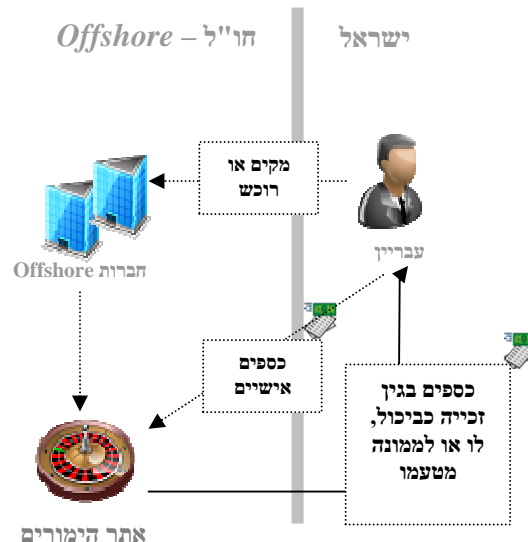 ישראל
חו"ל – Offshore
מקים או
רוכש
עבריין
חברות Offshore
כספים
אישיים
כספים בגין
זכייה כביכול,
לו או לממונה
מטעמו
אתר הימורים